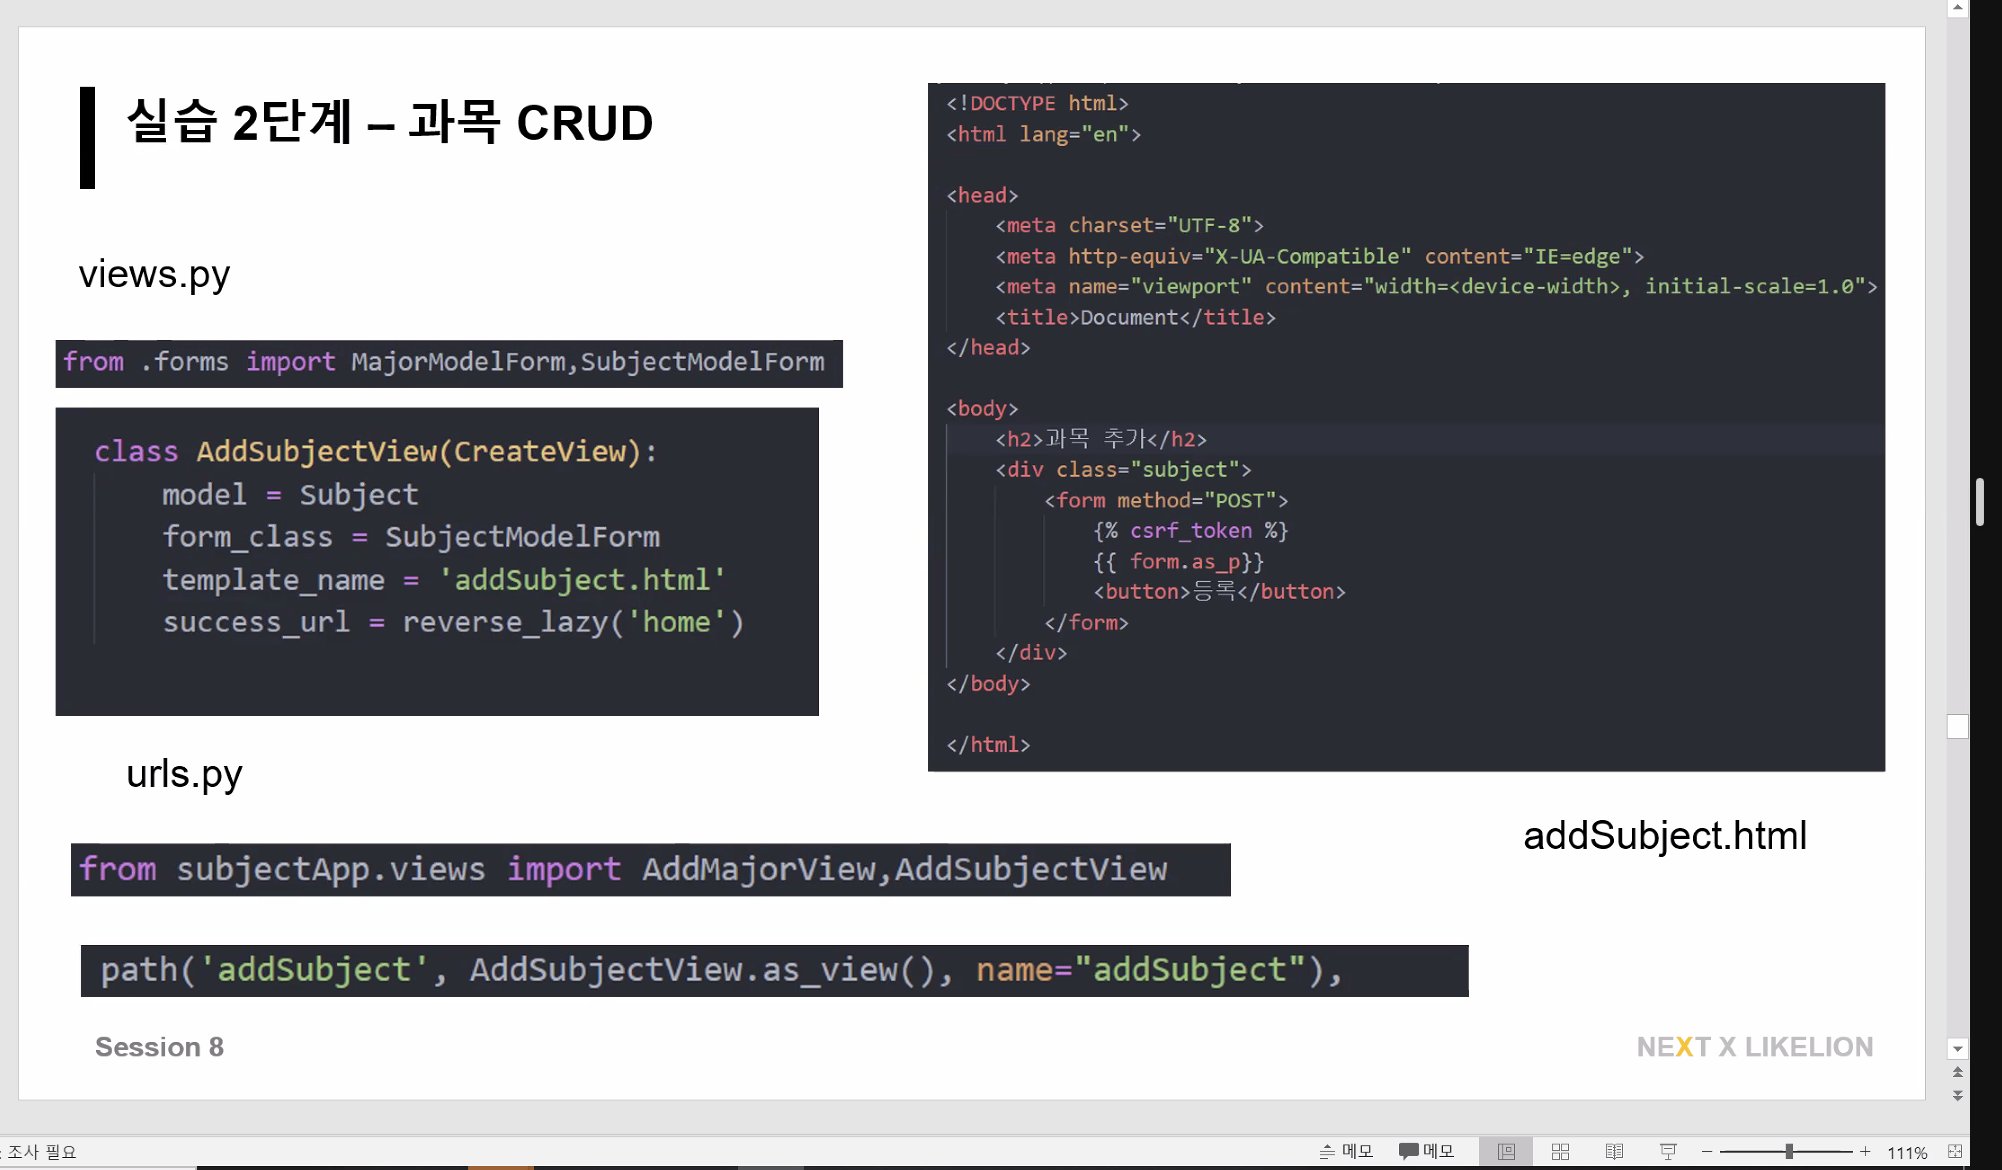 실습 2단계 – 과목 CRUD
views.py
from .forms import MajorModelForm,SubjectModelForm
class AddSubjectView(CreateView):
    model = Subject
    form_class = SubjectModelForm
    template_name = 'addSubject.html'
    success_url = reverse_lazy('home')
urls.py
from subjectApp.views import AddMajorView,AddSubjectView
path('addSubject', AddSubjectView.as_view(), name="addSubject"),
<!DOCTYPE html>
<html lang="en">
<head>
    <meta charset="UTF-8">
    <meta http-equiv="X-UA-Compatible" content="IE=edge">
    <meta name="viewport" content="width=<device-width>, initial-scale=1.0">
    <title>Document</title>
</head>
<body>
    <h2>과목 추가</h2>
    <div class="subject">
        <form method="POST">
            {% csrf_token %}
            {{ form.as_p}}
            <button>등록</button>
        </form>
    </div>
</body>
</html>
addSubject.html
Session 8
NEXT X LIKELION
조사 필요
메모
메모
111%